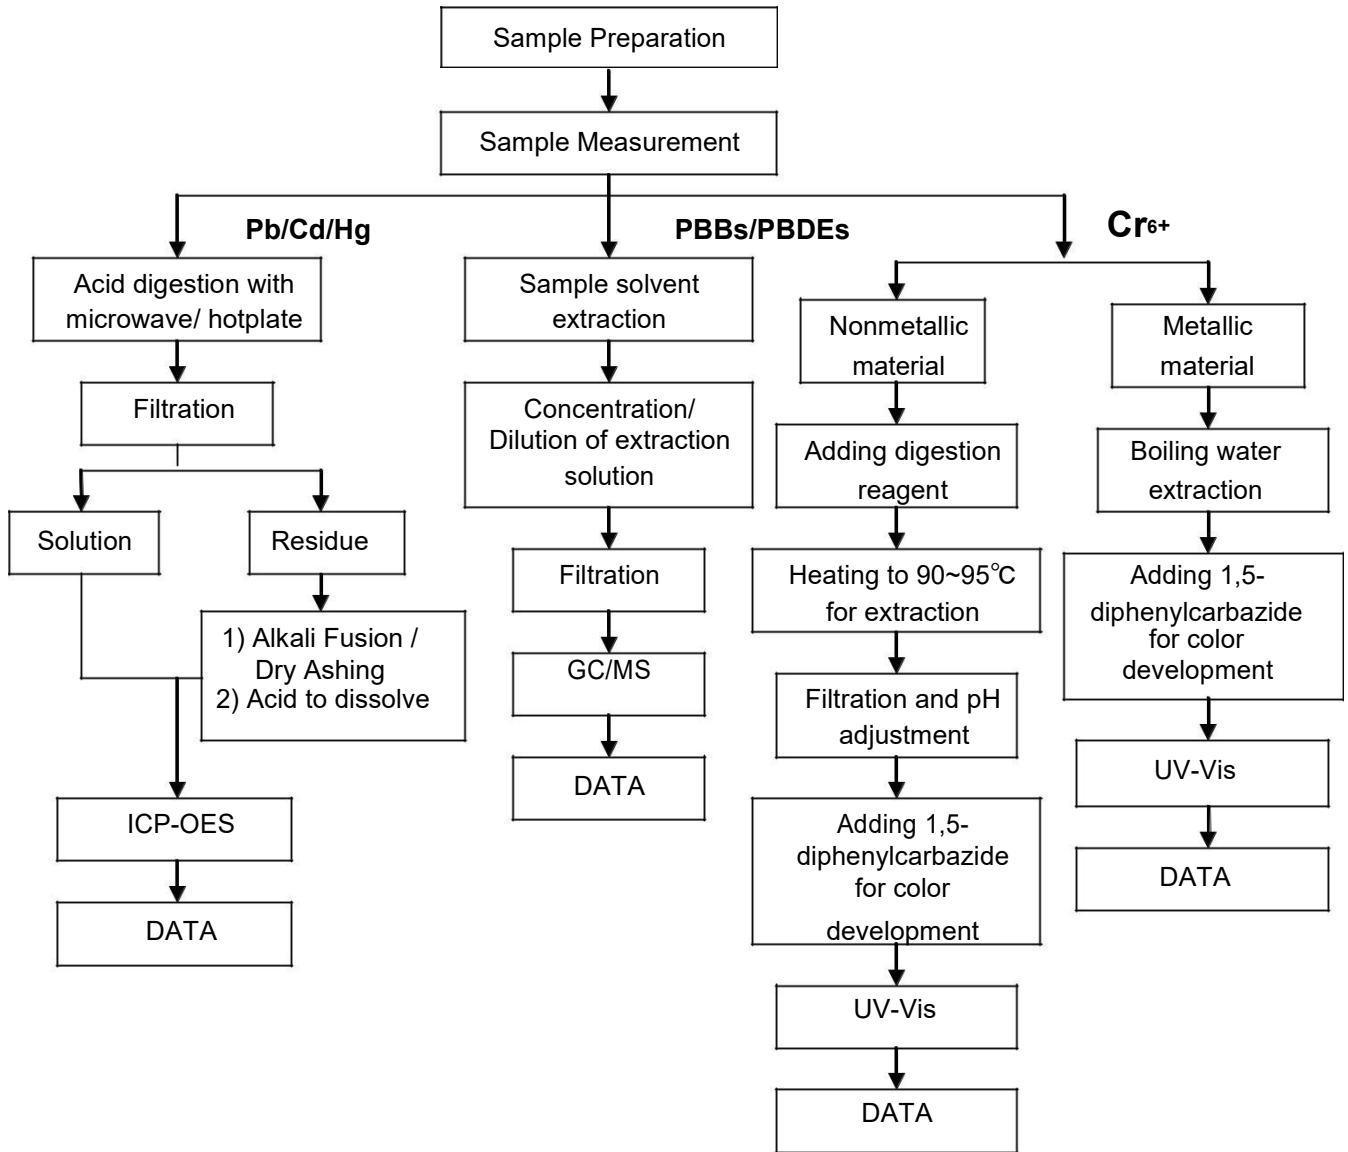 Sample Preparation
Sample Measurement
Pb/Cd/Hg
Acid digestion with
microwave/ hotplate
Filtration
Solution
Residue
1) Alkali Fusion /
Dry Ashing
2) Acid to dissolve
ICP-OES
DATA
PBBs/PBDEs
Sample solvent
extraction
Concentration/
Dilution of extraction
solution
Filtration
GC/MS
DATA
Cr6+
Nonmetallic
material
Adding digestion
reagent
Heating to 90~95℃
for extraction
Filtration and pH
adjustment
Adding 1,5-
diphenylcarbazide
for color
development
UV-Vis
DATA
Metallic
material
Boiling water
extraction
Adding 1,5-
diphenylcarbazide
for color
development
UV-Vis
DATA